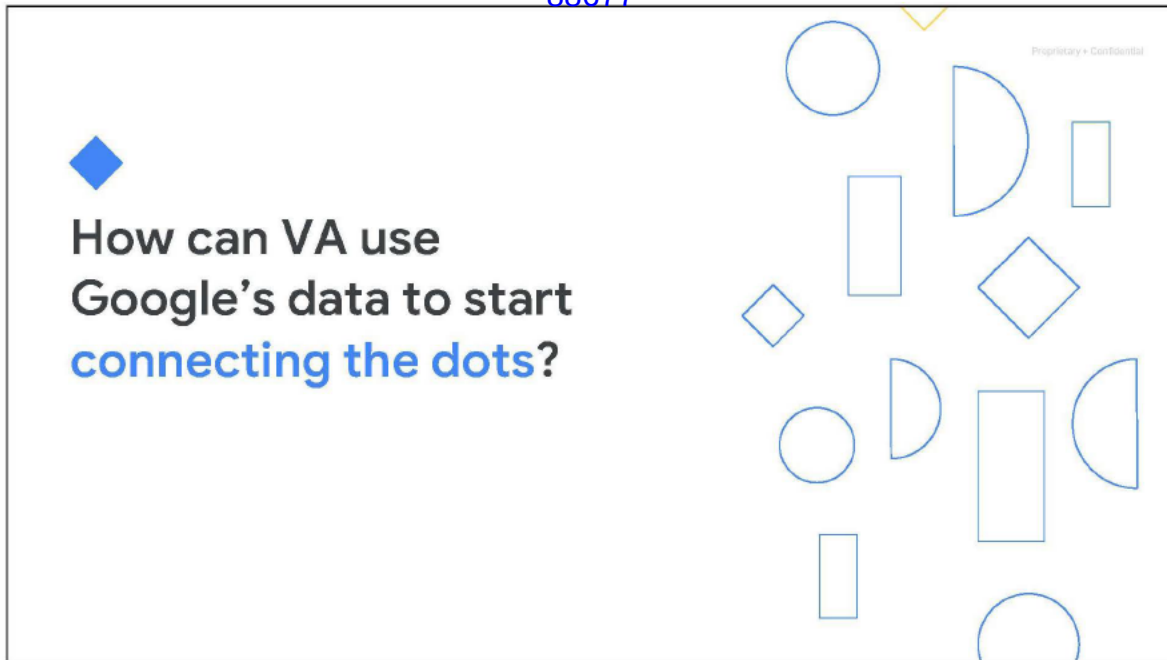 Proprietary + Confidential
How can VA use
Google's data to start
connecting the dots?